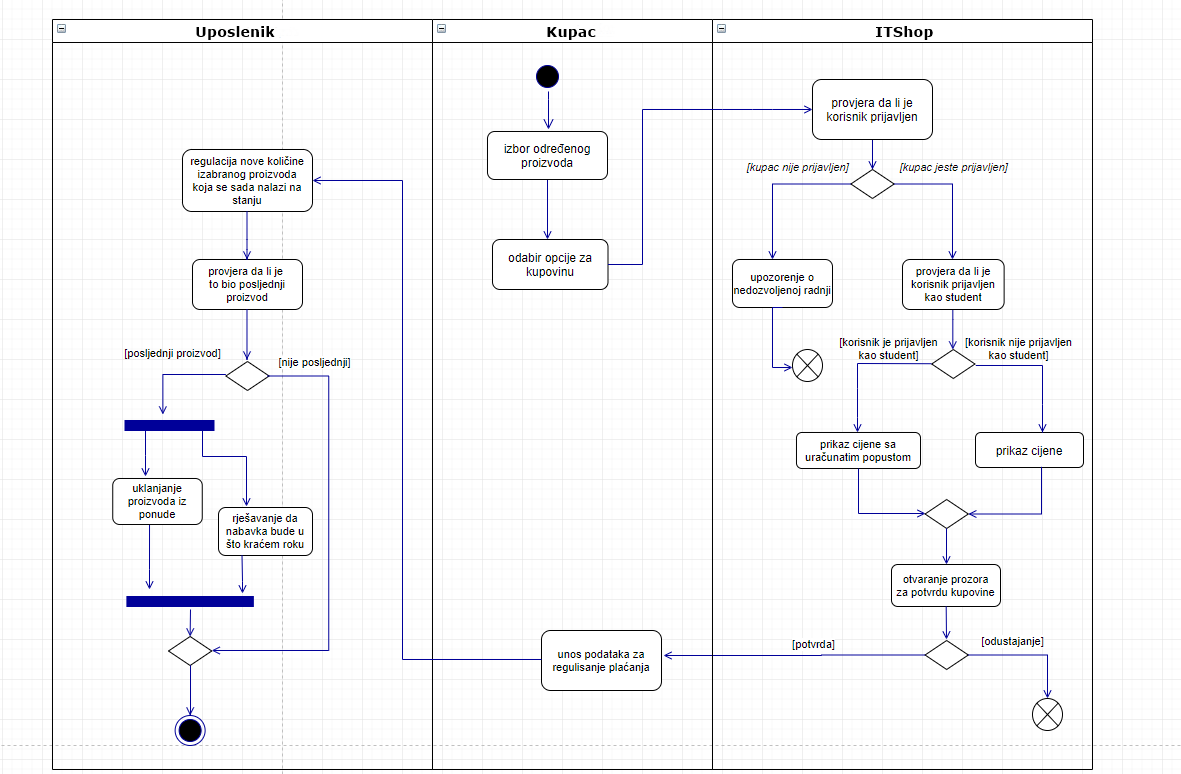 Uposlenik
Kupac
ITShop
provjera da li je
korisnik prijavljen
izbor određenog
proizvoda
regulacija nove količine
izabranog proizvoda
koja se sada nalazi na
stanju
[kupac nije prijavljen]
[kupac jeste prijavljen]
odabir opcije za
kupovinu
provjera da li je
to bio posljednji
proizvod
upozorenje o
nedozvoljenoj radnji
provjera da li je
korisnik prijavljen
kao student
[posljednji proizvod]
[nije posljednji]
[korisnik je prijavljen
kao student]
[korisnik nije prijavljen
kao student]
prikaz cijene sa
uračunatim popustom
prikaz cijene
uklanjanje
proizvoda iz
ponude
rješavanje da
nabavka bude u
što kraćem roku
otvaranje prozora
za potvrdu kupovine
unos podataka za
regulisanje plaćanja
[potvrda]
[odustajanje]